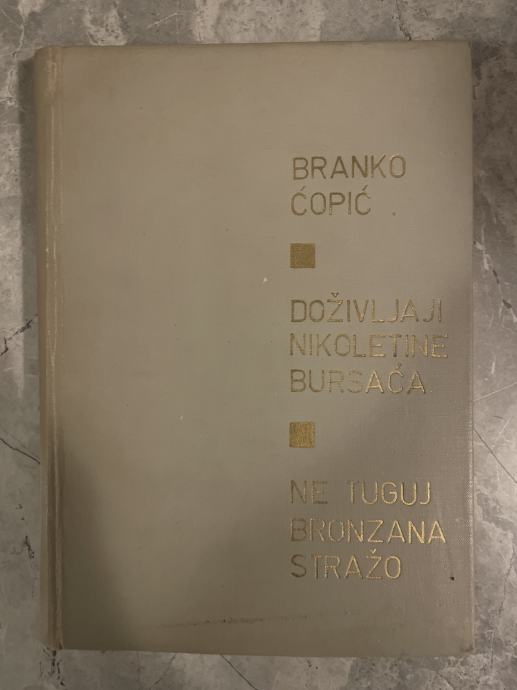 BRANKO
ĆOPIĆ
DOŽIVLJAJI
NIKOLETINE
BURSAĆA
NE TUGUJ
BRONZANA
STRAŽO